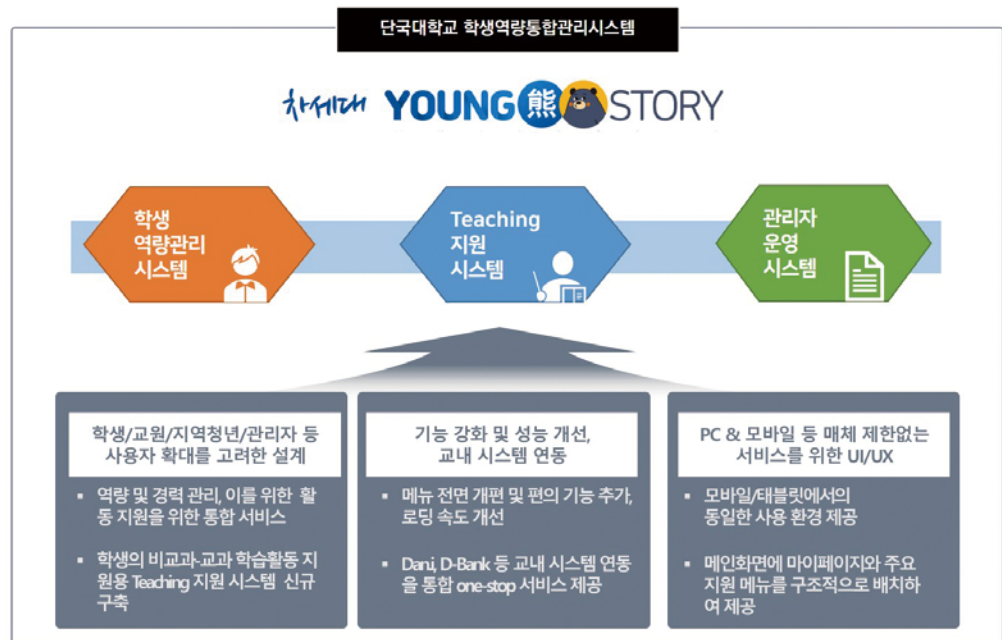 단국대학교 학생역량통합관리시스템
차세대 YOUNG熊STORY
학생
역량관리
시스템
Teaching
지원
시스템
관리자
운영
시스템
학생/교원/지역청년/관리자 등
사용자 확대를 고려한 설계
▪ 역량 및 경력 관리, 이를 위한 활
동 지원을 위한 통합 서비스
▪ 학생의 비교과-교과 학습활동 지
원용 Teaching 지원 시스템 신규
구축
기능 강화 및 성능 개선,
교내 시스템 연동
▪ 메뉴 전면 개편 및 편의 기능 추가,
로딩 속도 개선
▪ Dani, D-Bank 등 교내 시스템 연동
을 통합 one-stop 서비스 제공
PC & 모바일 등 매체 제한없는
서비스를 위한 UI/UX
▪ 모바일/태블릿에서의
동일한 사용 환경 제공
▪ 메인화면에 마이페이지와 주요
지원 메뉴를 구조적으로 배치하
여 제공